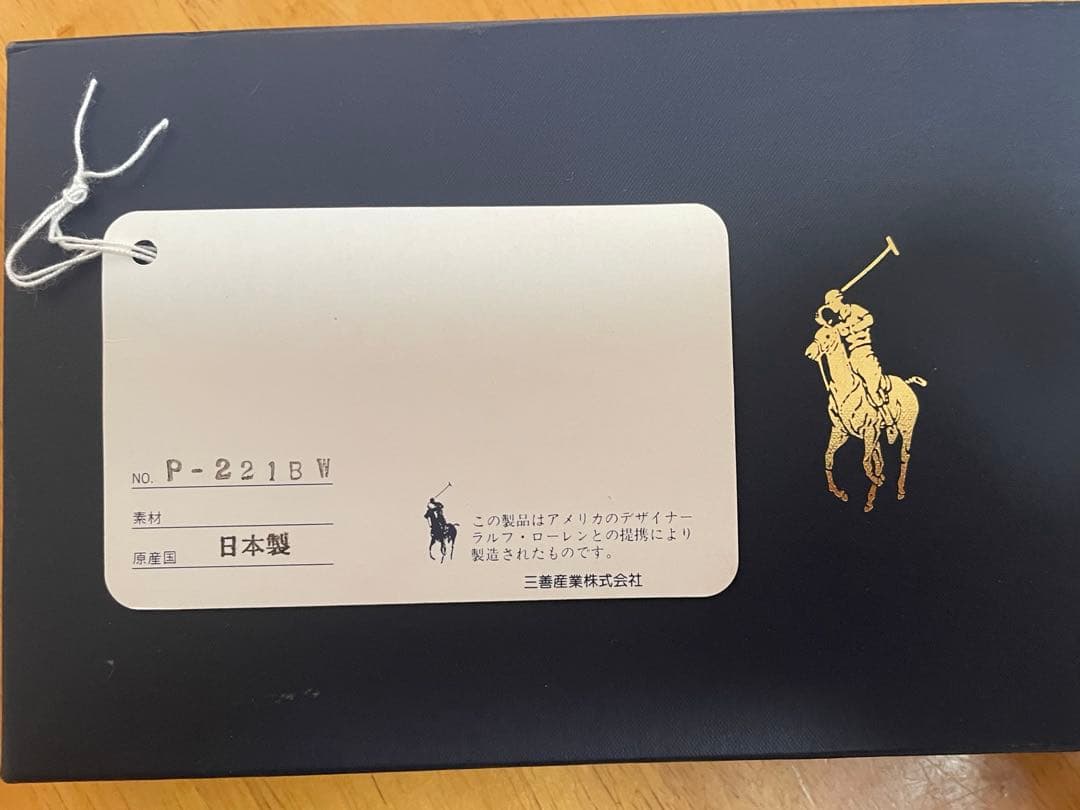 NO. P-221BW
素材
原産国 日本製
この製品はアメリカのデザイナー
ラルフ・ローレンとの提携により
製造されたものです。
三善産業株式会社